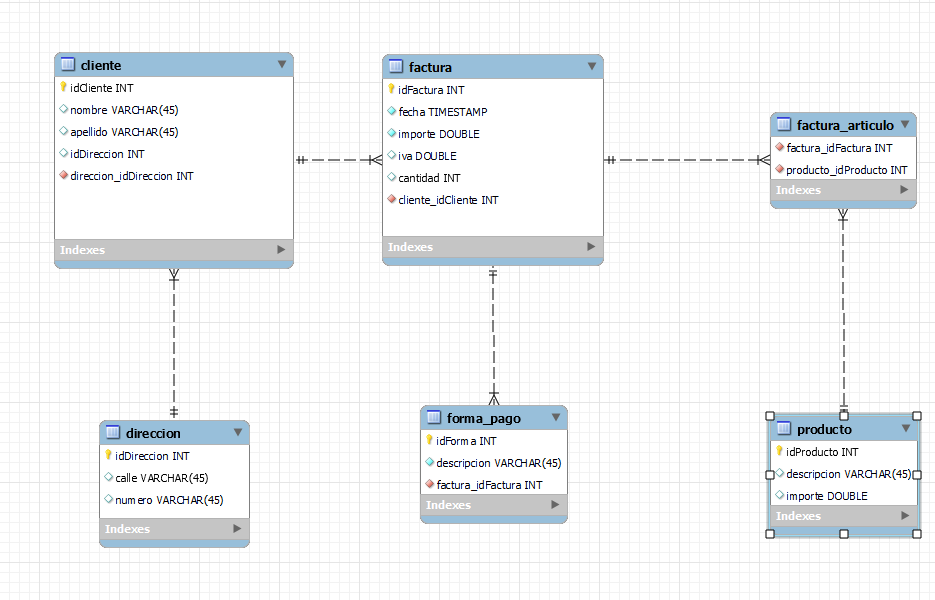 cliente
idCliente INT
nombre VARCHAR(45)
apellido VARCHAR(45)
idDireccion INT
direccion_idDireccion INT
Indexes
factura
idFactura INT
fecha TIMESTAMP
importe DOUBLE
iva DOUBLE
cantidad INT
cliente_idCliente INT
Indexes
factura_articulo
factura_idFactura INT
producto_idProducto INT
Indexes
direccion
idDireccion INT
calle VARCHAR(45)
numero VARCHAR(45)
Indexes
forma_pago
idForma INT
descripcion VARCHAR(45)
factura_idFactura INT
Indexes
producto
idProducto INT
descripcion VARCHAR(45)
importe DOUBLE
Indexes